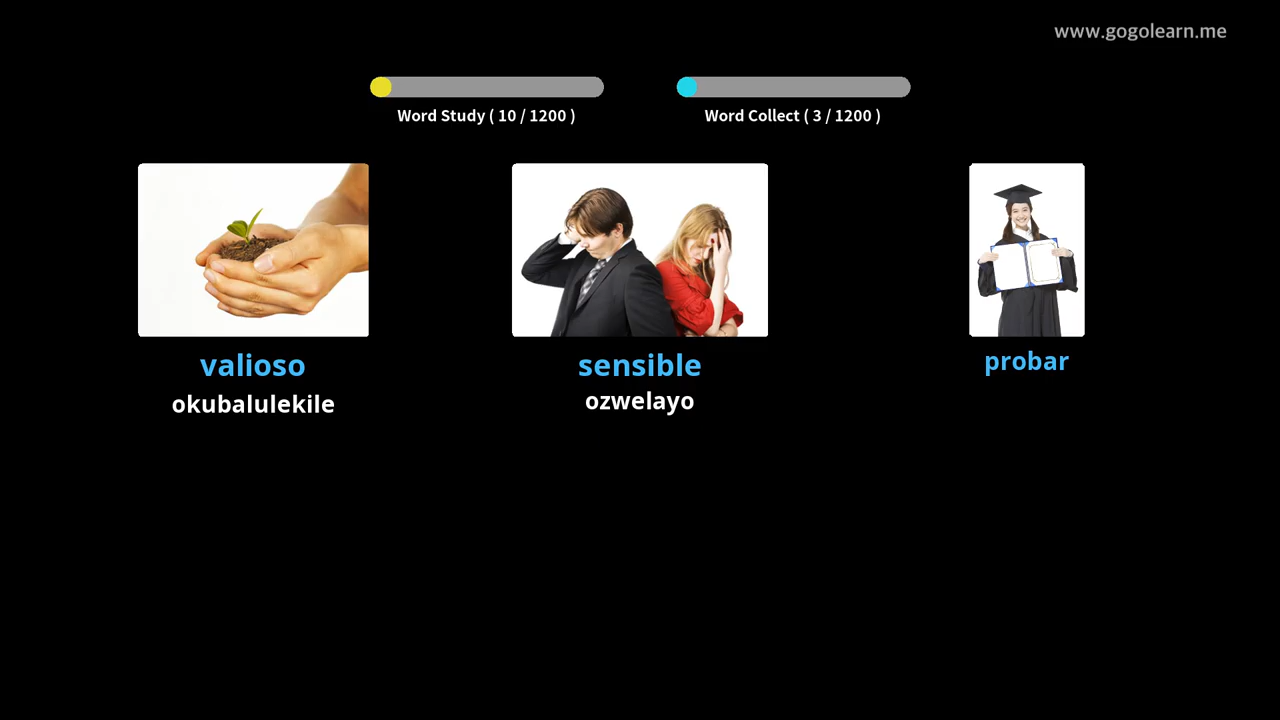 www.gogolearn.me
Word Study ( 10 / 1200 )
Word Collect ( 3 / 1200 )
valioso
okubalulekile
sensible
ozwelayo
probar